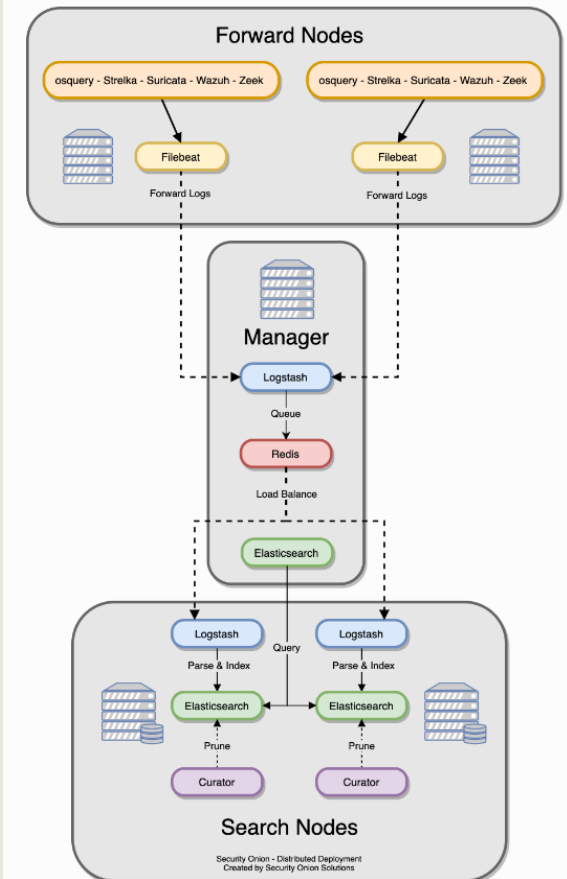 Forward Nodes
osquery - Strelka - Suricata - Wazuh - Zeek
osquery - Strelka - Suricata - Wazuh - Zeek
Filebeat
Filebeat
Forward Logs
Forward Logs
Manager
Logstash
Queue
Redis
Load Balance
Elasticsearch
Logstash
Logstash
Query
Parse & Index
Parse & Index
Elasticsearch
Elasticsearch
Prune
Prune
Curator
Curator
Search Nodes
Security Onion - Distributed Deployment
Created by Security Onion Solutions